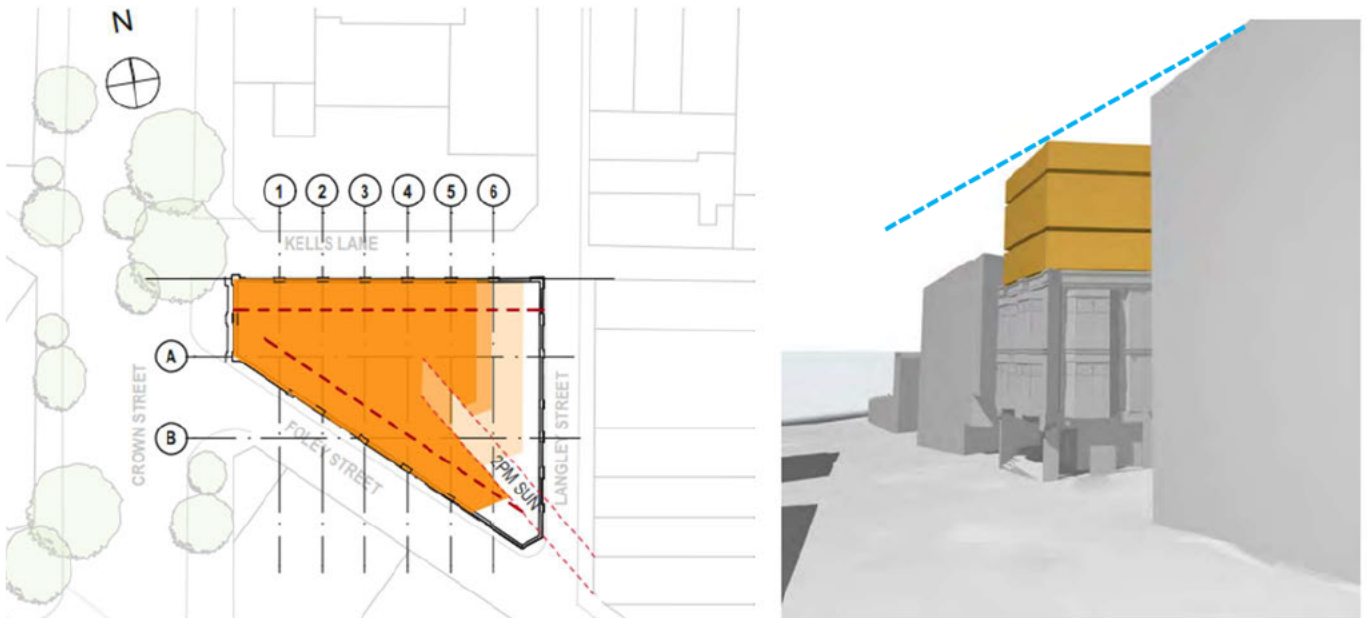 N
1 2 3 4 5 6
KELLS LANE
A
B
CROWN STREET
FOLEY STREET
2PM SUN
LANGLEY STREET